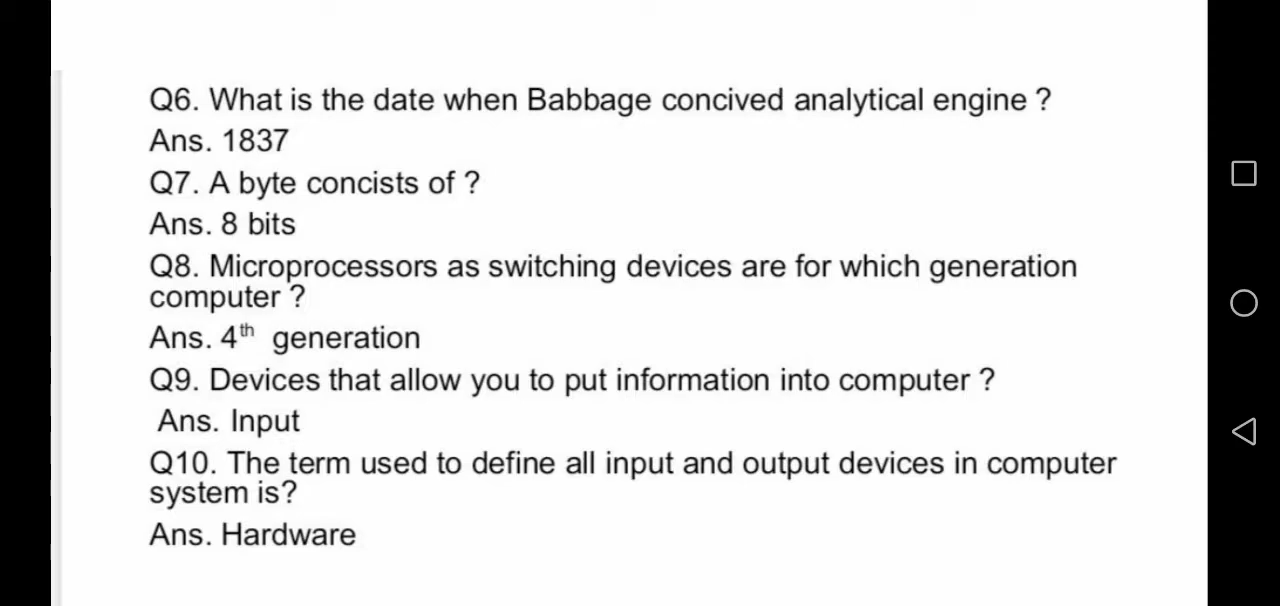 Q6. What is the date when Babbage concived analytical engine ?
Ans. 1837
Q7. A byte concists of ?
Ans. 8 bits
Q8. Microprocessors as switching devices are for which generation
computer ?
Ans. 4th generation
Q9. Devices that allow you to put information into computer ?
Ans. Input
Q10. The term used to define all input and output devices in computer
system is?
Ans. Hardware